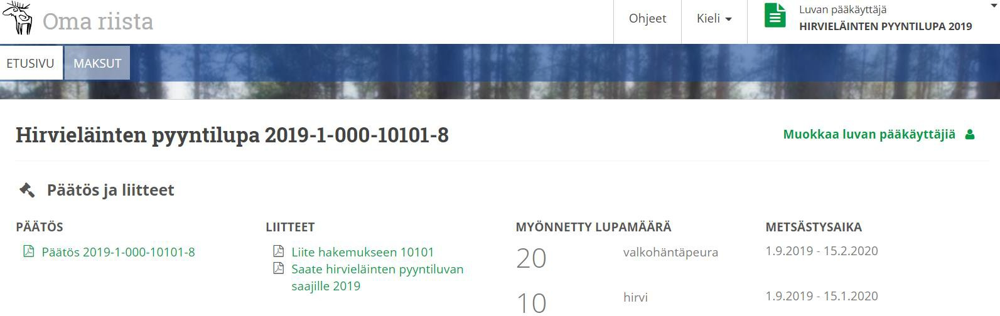 Oma riista
Ohjeet
Kieli
Luvan pääkäyttäjä
HIRVIELÄINTEN PYYNTILUPA 2019
ETUSIVU
MAKSUT
Hirvieläinten pyyntilupa 2019-1-000-10101-8
Muokkaa luvan pääkäyttäjiä
Päätös ja liitteet
PÄÄTÖS
Päätös 2019-1-000-10101-8
LIITTEET
Liite hakemukseen 10101
Saate hirvieläinten pyyntiluvan
saajille 2019
MYÖNNETTY LUPAMÄÄRÄ
METSÄSTYSAIKA
20 valkohäntäpeura 1.9.2019 - 15.2.2020
10 hirvi 1.9.2019 - 15.1.2020